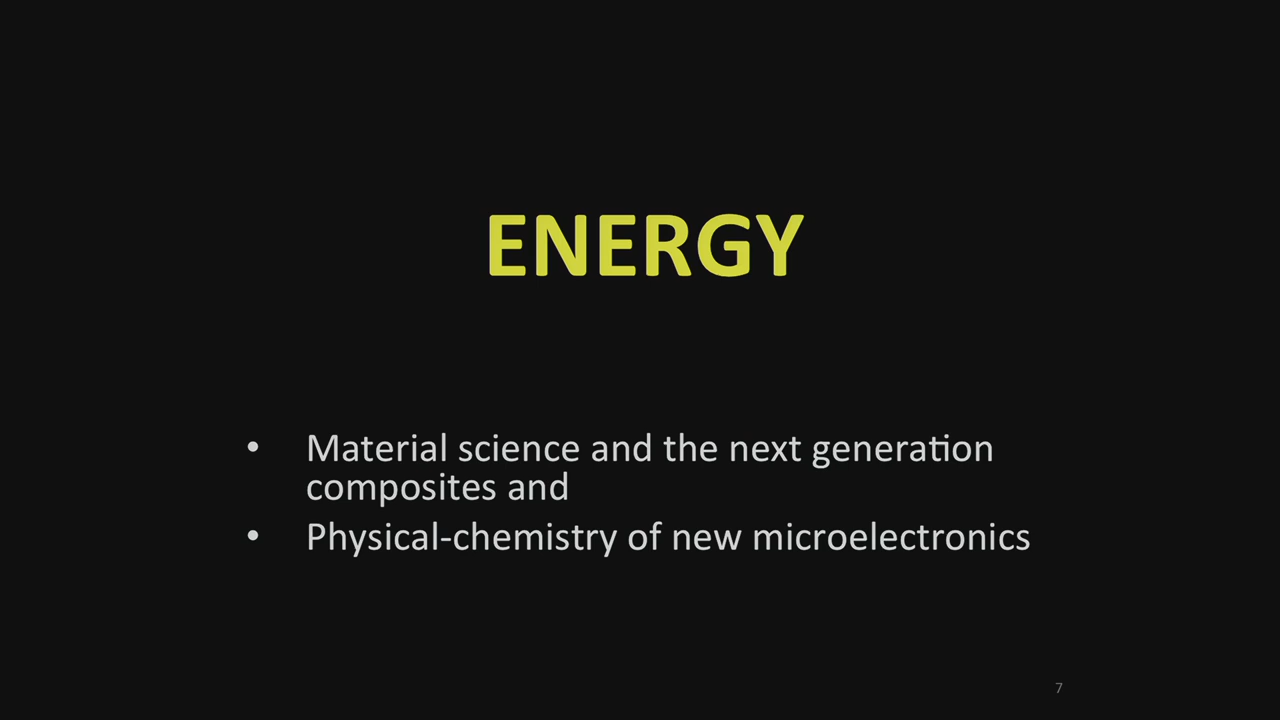 ENERGY
• Material science and the next generation
composites and
• Physical-chemistry of new microelectronics
7